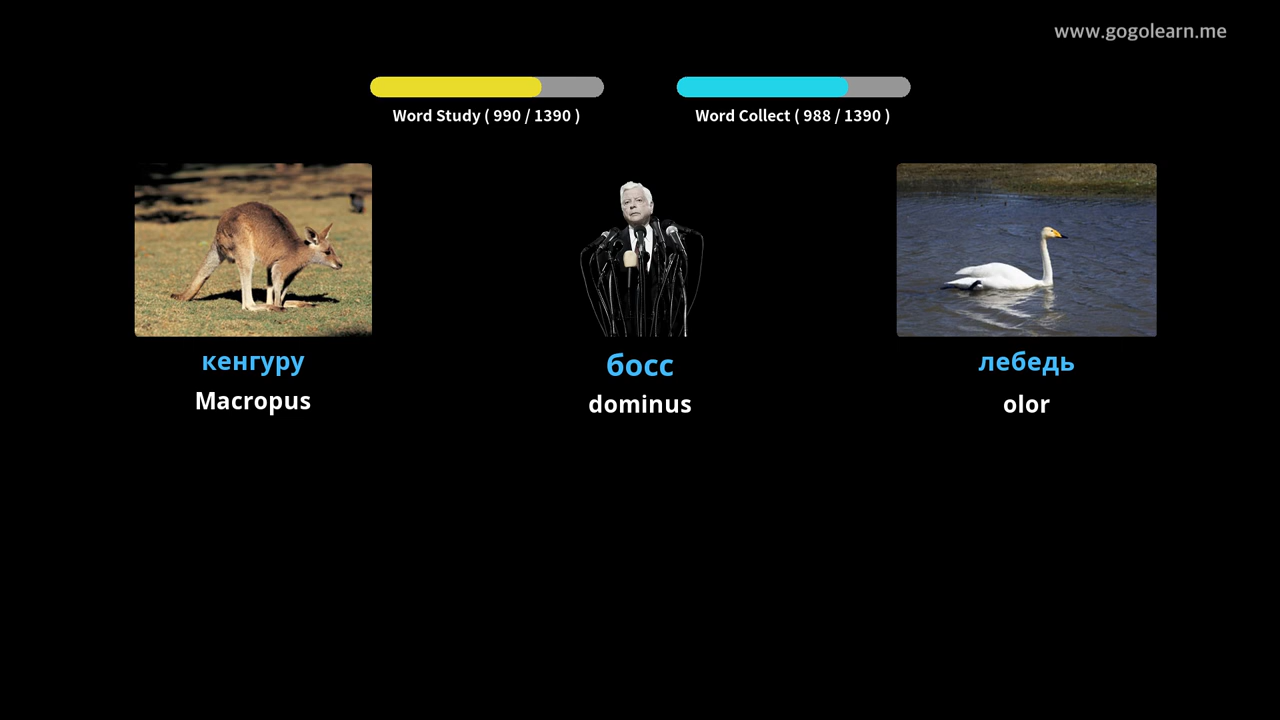 www.gogolearn.me
Word Study ( 990 / 1390 )
Word Collect ( 988 / 1390 )
кенгуру
Macropus
босс
dominus
лебедь
olor